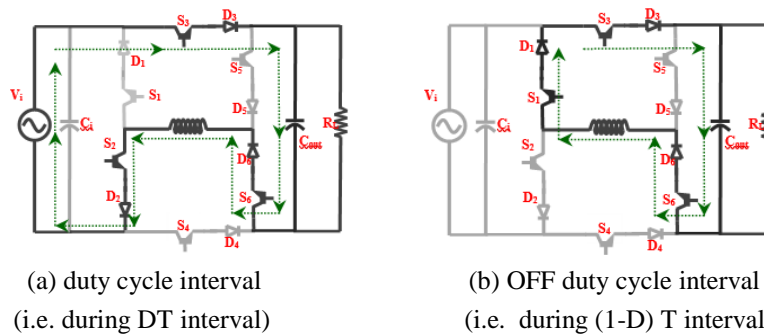 S3 D3
D1
S5
Vi
S1
D5
S2
D6
Cout
D2
S6
S4
D4
S3 D3
D1
S5
Vi
S1
D5
S2
D6
Cout
D2
S6
S4
D4
(a) duty cycle interval
(i.e. during DT interval)
(b) OFF duty cycle interval
(i.e. during (1-D) T interval